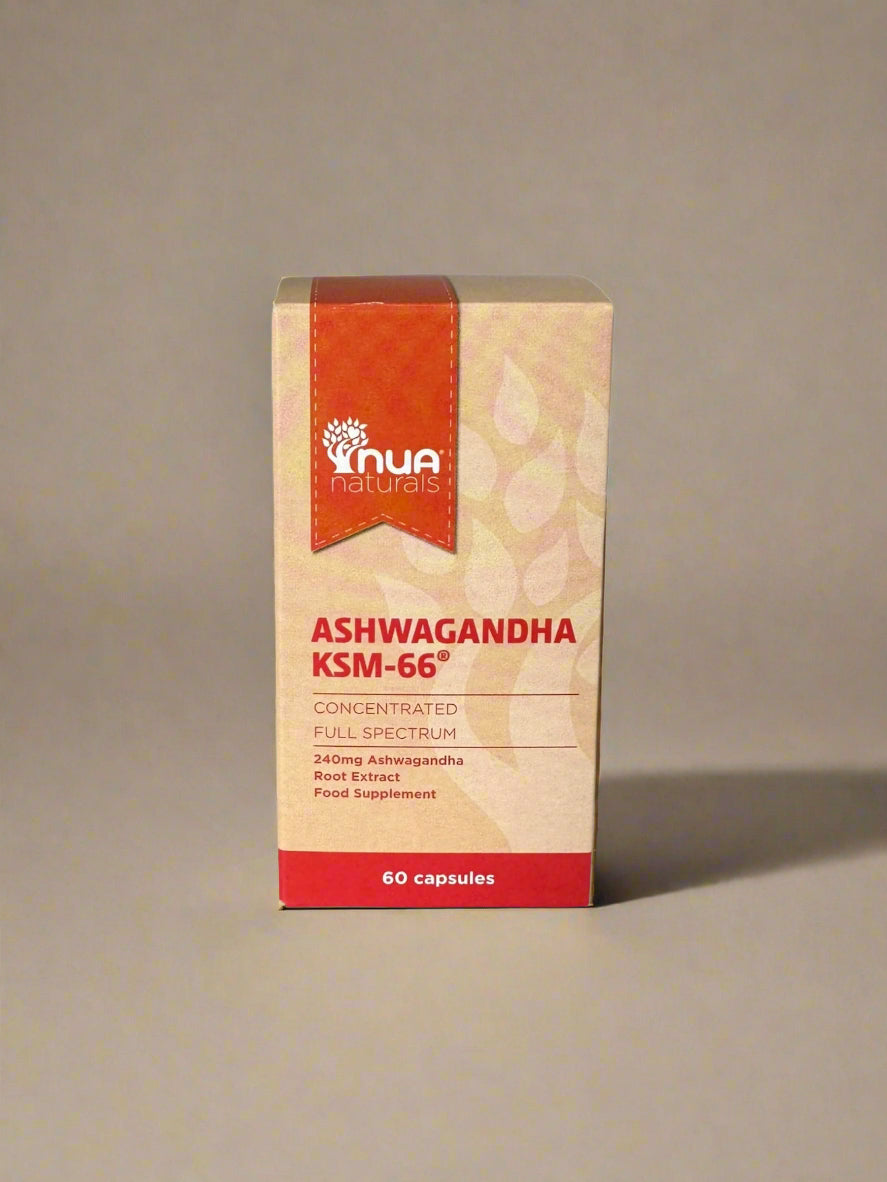 nua®
naturals
ASHWAGANDHA
KSM-66®
CONCENTRATED
FULL SPECTRUM
240mg Ashwagandha
Root Extract
Food Supplement
60 capsules